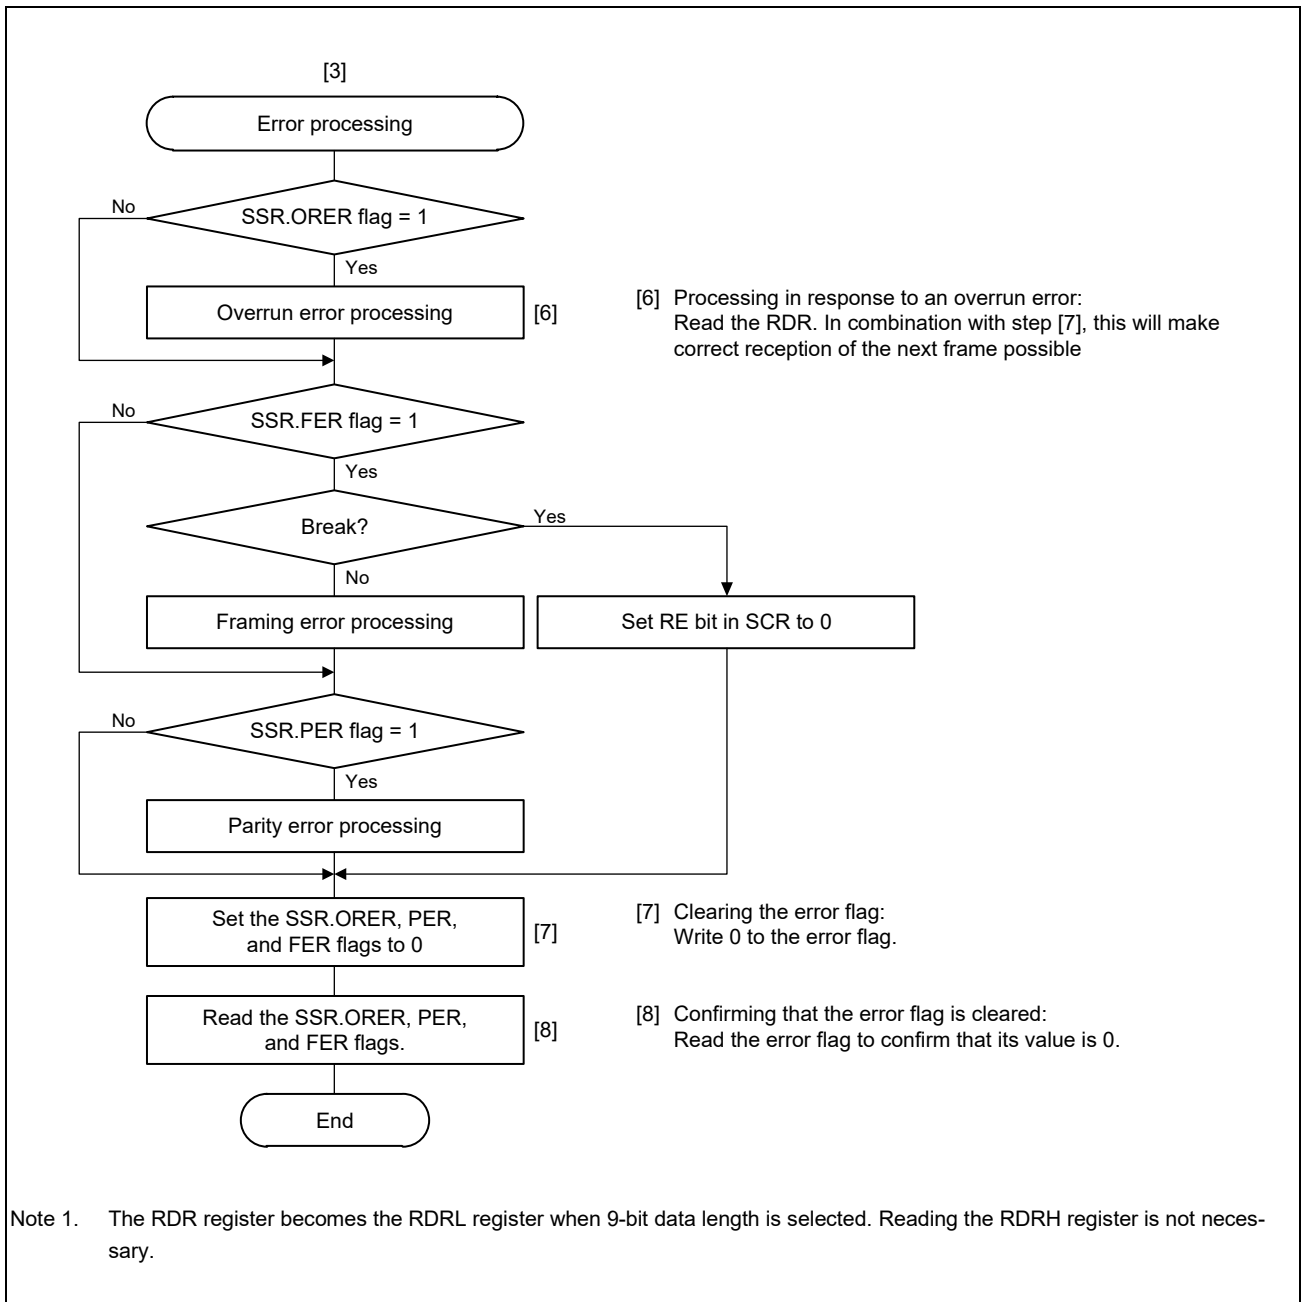 [3]
Error processing
No
SSR.ORER flag = 1
Yes
Overrun error processing
[6]
[6] Processing in response to an overrun error:
Read the RDR. In combination with step [7], this will make
correct reception of the next frame possible
No
SSR.FER flag = 1
Yes
Break?
Yes
No
Framing error processing
Set RE bit in SCR to 0
No
SSR.PER flag = 1
Yes
Parity error processing
Set the SSR.ORER, PER,
and FER flags to 0
[7]
[7] Clearing the error flag:
Write 0 to the error flag.
Read the SSR.ORER, PER,
and FER flags.
[8]
[8] Confirming that the error flag is cleared:
Read the error flag to confirm that its value is 0.
End
Note 1. The RDR register becomes the RDRL register when 9-bit data length is selected. Reading the RDRH register is not neces-
sary.